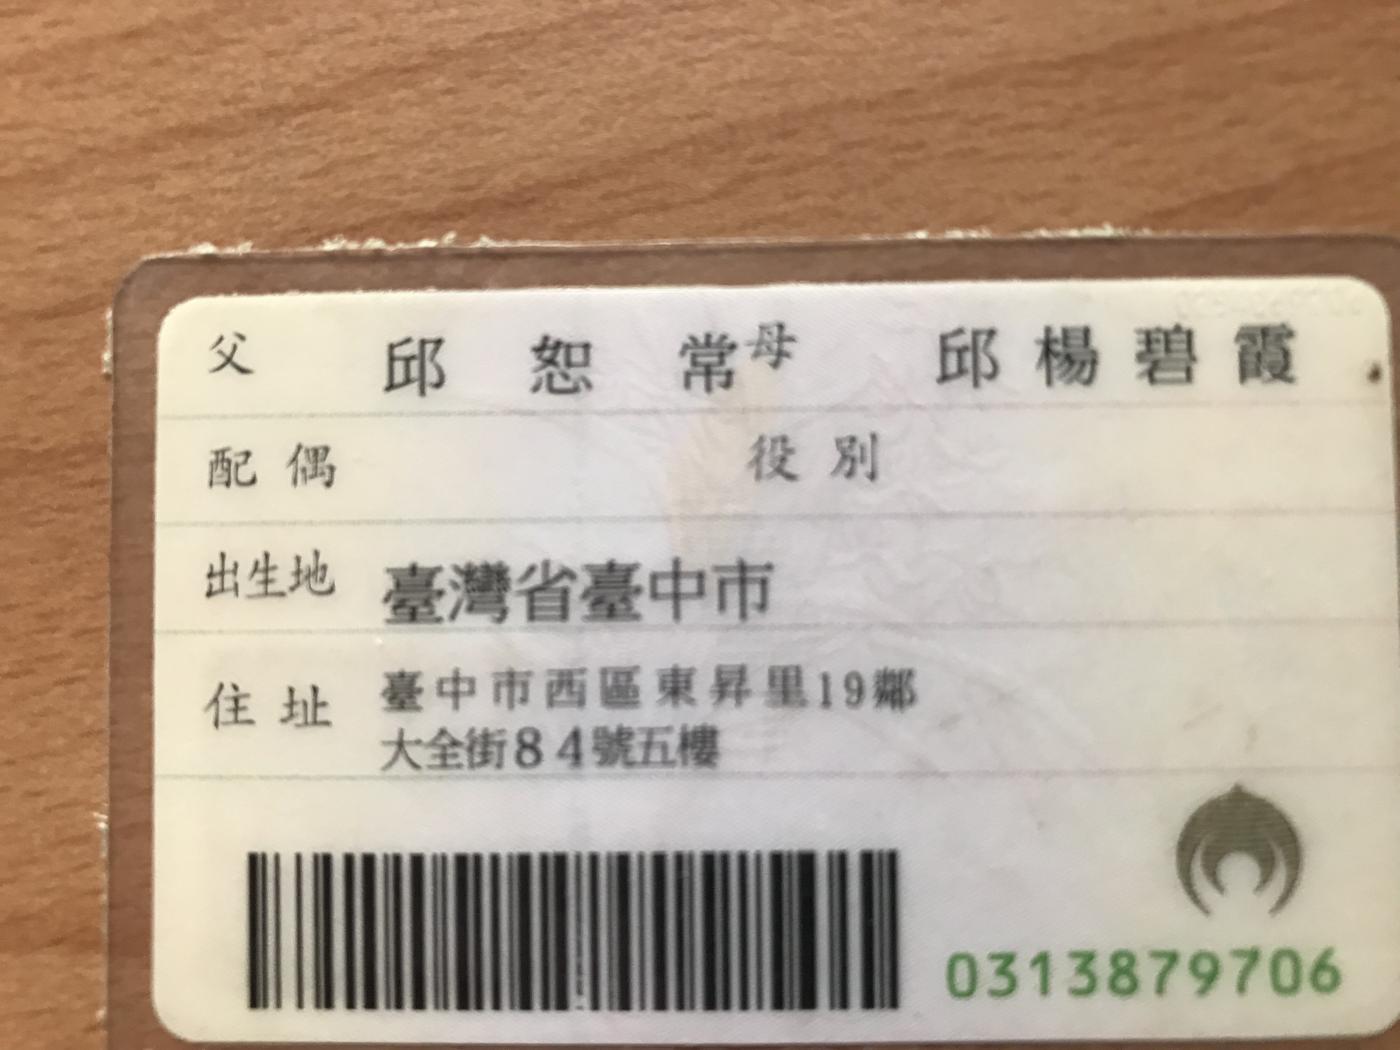 父 邱恕常 母 邱楊碧霞
配偶 役別
出生地 臺灣省臺中市
住址 臺中市西區東昇里19鄰
大全街84號五樓
0313879706